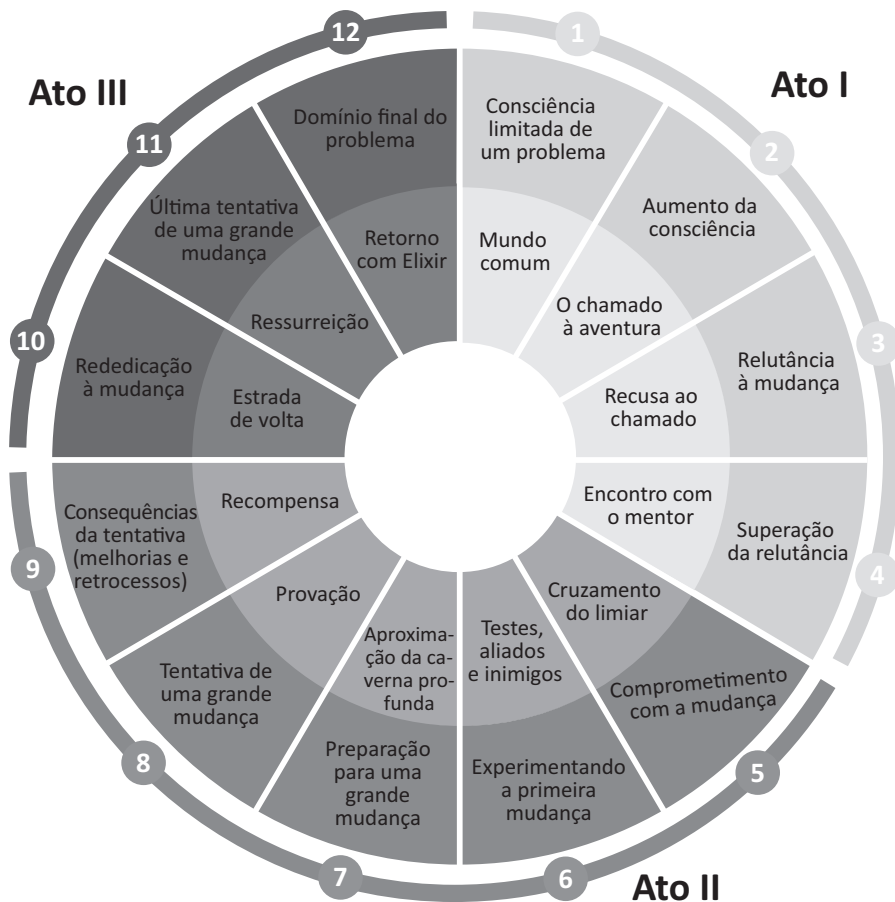 Ato I
1
Consciência
limitada de
um problema
Mundo
comum
2
Aumento da
consciência
O chamado
à aventura
3
Relutância
à mudança
Recusa ao
chamado
4
Superação
da relutância
Encontro com
o mentor
Ato II
5
Comprometimento
com a mudança
Cruzamento
do limiar
6
Experimentando
a primeira
mudança
Testes,
aliados
e inimigos
7
Preparação
para uma
grande
mudança
Aproxima-
ção da ca-
verna pro-
funda
8
Tentativa de
uma grande
mudança
Provação
9
Consequências
da tentativa
(melhorias e
retrocessos)
Recompensa
Ato III
10
Rededicação
à mudança
Estrada
de volta
11
Última tentativa
de uma grande
mudança
Ressurreição
12
Domínio final do
problema
Retorno
com Elixir